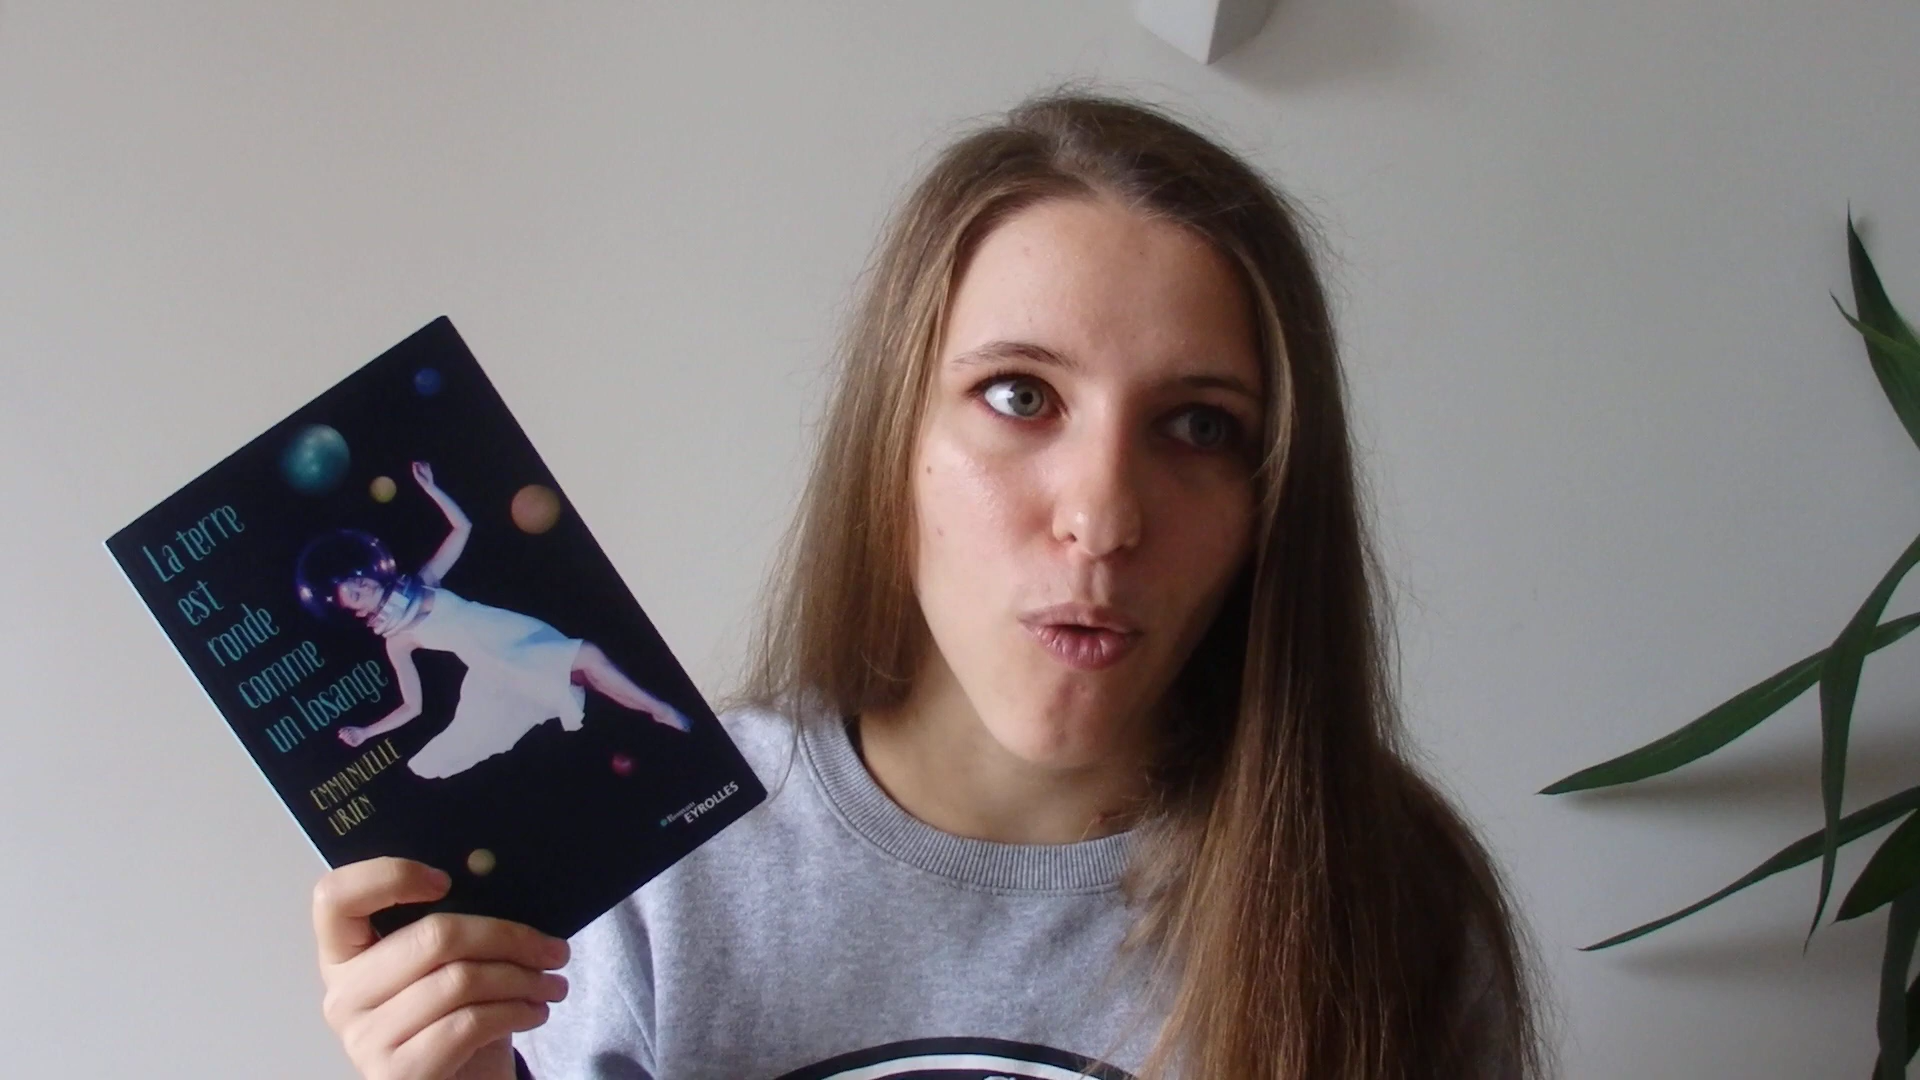 La terre
est
ronde
comme
un losange
EMMANUELLE
URIEN
EYROLLES